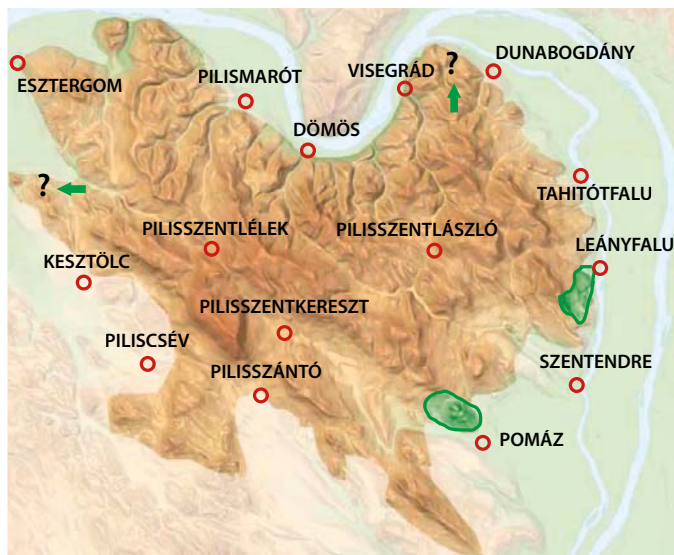 DUNABOGDÁNY
?
VISEGRÁD
ESZTERGOM
PILISMARÓT
DÖMÖS
?
TAHITÓTFALU
PILISSZENTLÉLEK
PILISSZENTLÁSZLÓ
LEÁNYFALU
KESZTÖLC
PILISSZENTKERESZT
PILISCSÉV
PILISSZÁNTÓ
SZENTENDRE
POMÁZ